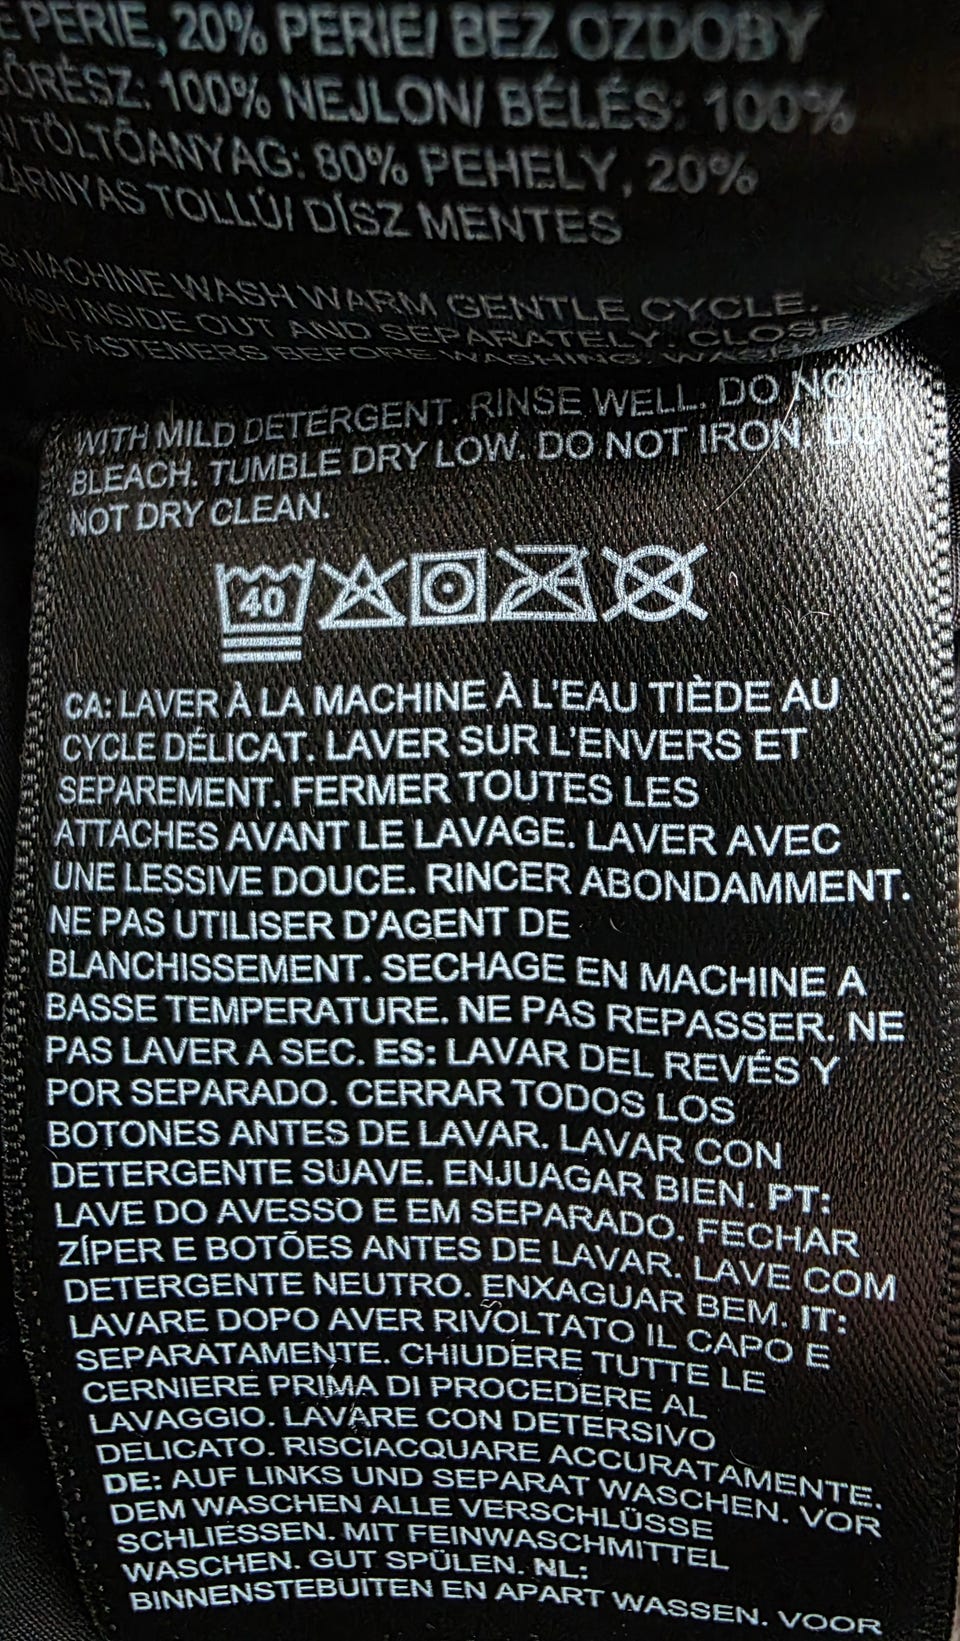 PERIE, 20% PERIE/ BEZ OZDOBY
100% NEJLON/ BÉLÉS: 100%
TÖLTŐANYAG: 80% PEHELY, 20%
TOLLÚ/ DÍSZ MENTES
MACHINE WASH WARM GENTLE CYCLE.
WASH INSIDE OUT AND SEPARATELY. CLOSE
ALL FASTENERS BEFORE WASHING. WASH
WITH MILD DETERGENT. RINSE WELL. DO NOT
BLEACH. TUMBLE DRY LOW. DO NOT IRON. DO
NOT DRY CLEAN.
40
CA: LAVER À LA MACHINE À L'EAU TIÈDE AU
CYCLE DÉLICAT. LAVER SUR L'ENVERS ET
SEPAREMENT. FERMER TOUTES LES
ATTACHES AVANT LE LAVAGE. LAVER AVEC
UNE LESSIVE DOUCE. RINCER ABONDAMMENT.
NE PAS UTILISER D'AGENT DE
BLANCHISSEMENT. SECHAGE EN MACHINE A
BASSE TEMPERATURE. NE PAS REPASSER. NE
PAS LAVER A SEC. ES: LAVAR DEL REVÉS Y
POR SEPARADO. CERRAR TODOS LOS
BOTONES ANTES DE LAVAR. LAVAR CON
DETERGENTE SUAVE. ENJUAGAR BIEN. PT:
LAVE DO AVESSO E EM SEPARADO. FECHAR
ZÍPER E BOTÕES ANTES DE LAVAR. LAVE COM
DETERGENTE NEUTRO. ENXAGUAR BEM. IT:
LAVARE DOPO AVER RIVOLTATO IL CAPO E
SEPARATAMENTE. CHIUDERE TUTTE LE
CERNIERE PRIMA DI PROCEDERE AL
LAVAGGIO. LAVARE CON DETERSIVO
DELICATO. RISCIACQUARE ACCURATAMENTE.
DE: AUF LINKS UND SEPARAT WASCHEN. VOR
DEM WASCHEN ALLE VERSCHLÜSSE
SCHLIESSEN. MIT FEINWASCHMITTEL
WASCHEN. GUT SPÜLEN. NL:
BINNENSTEBUITEN EN APART WASSEN. VOOR